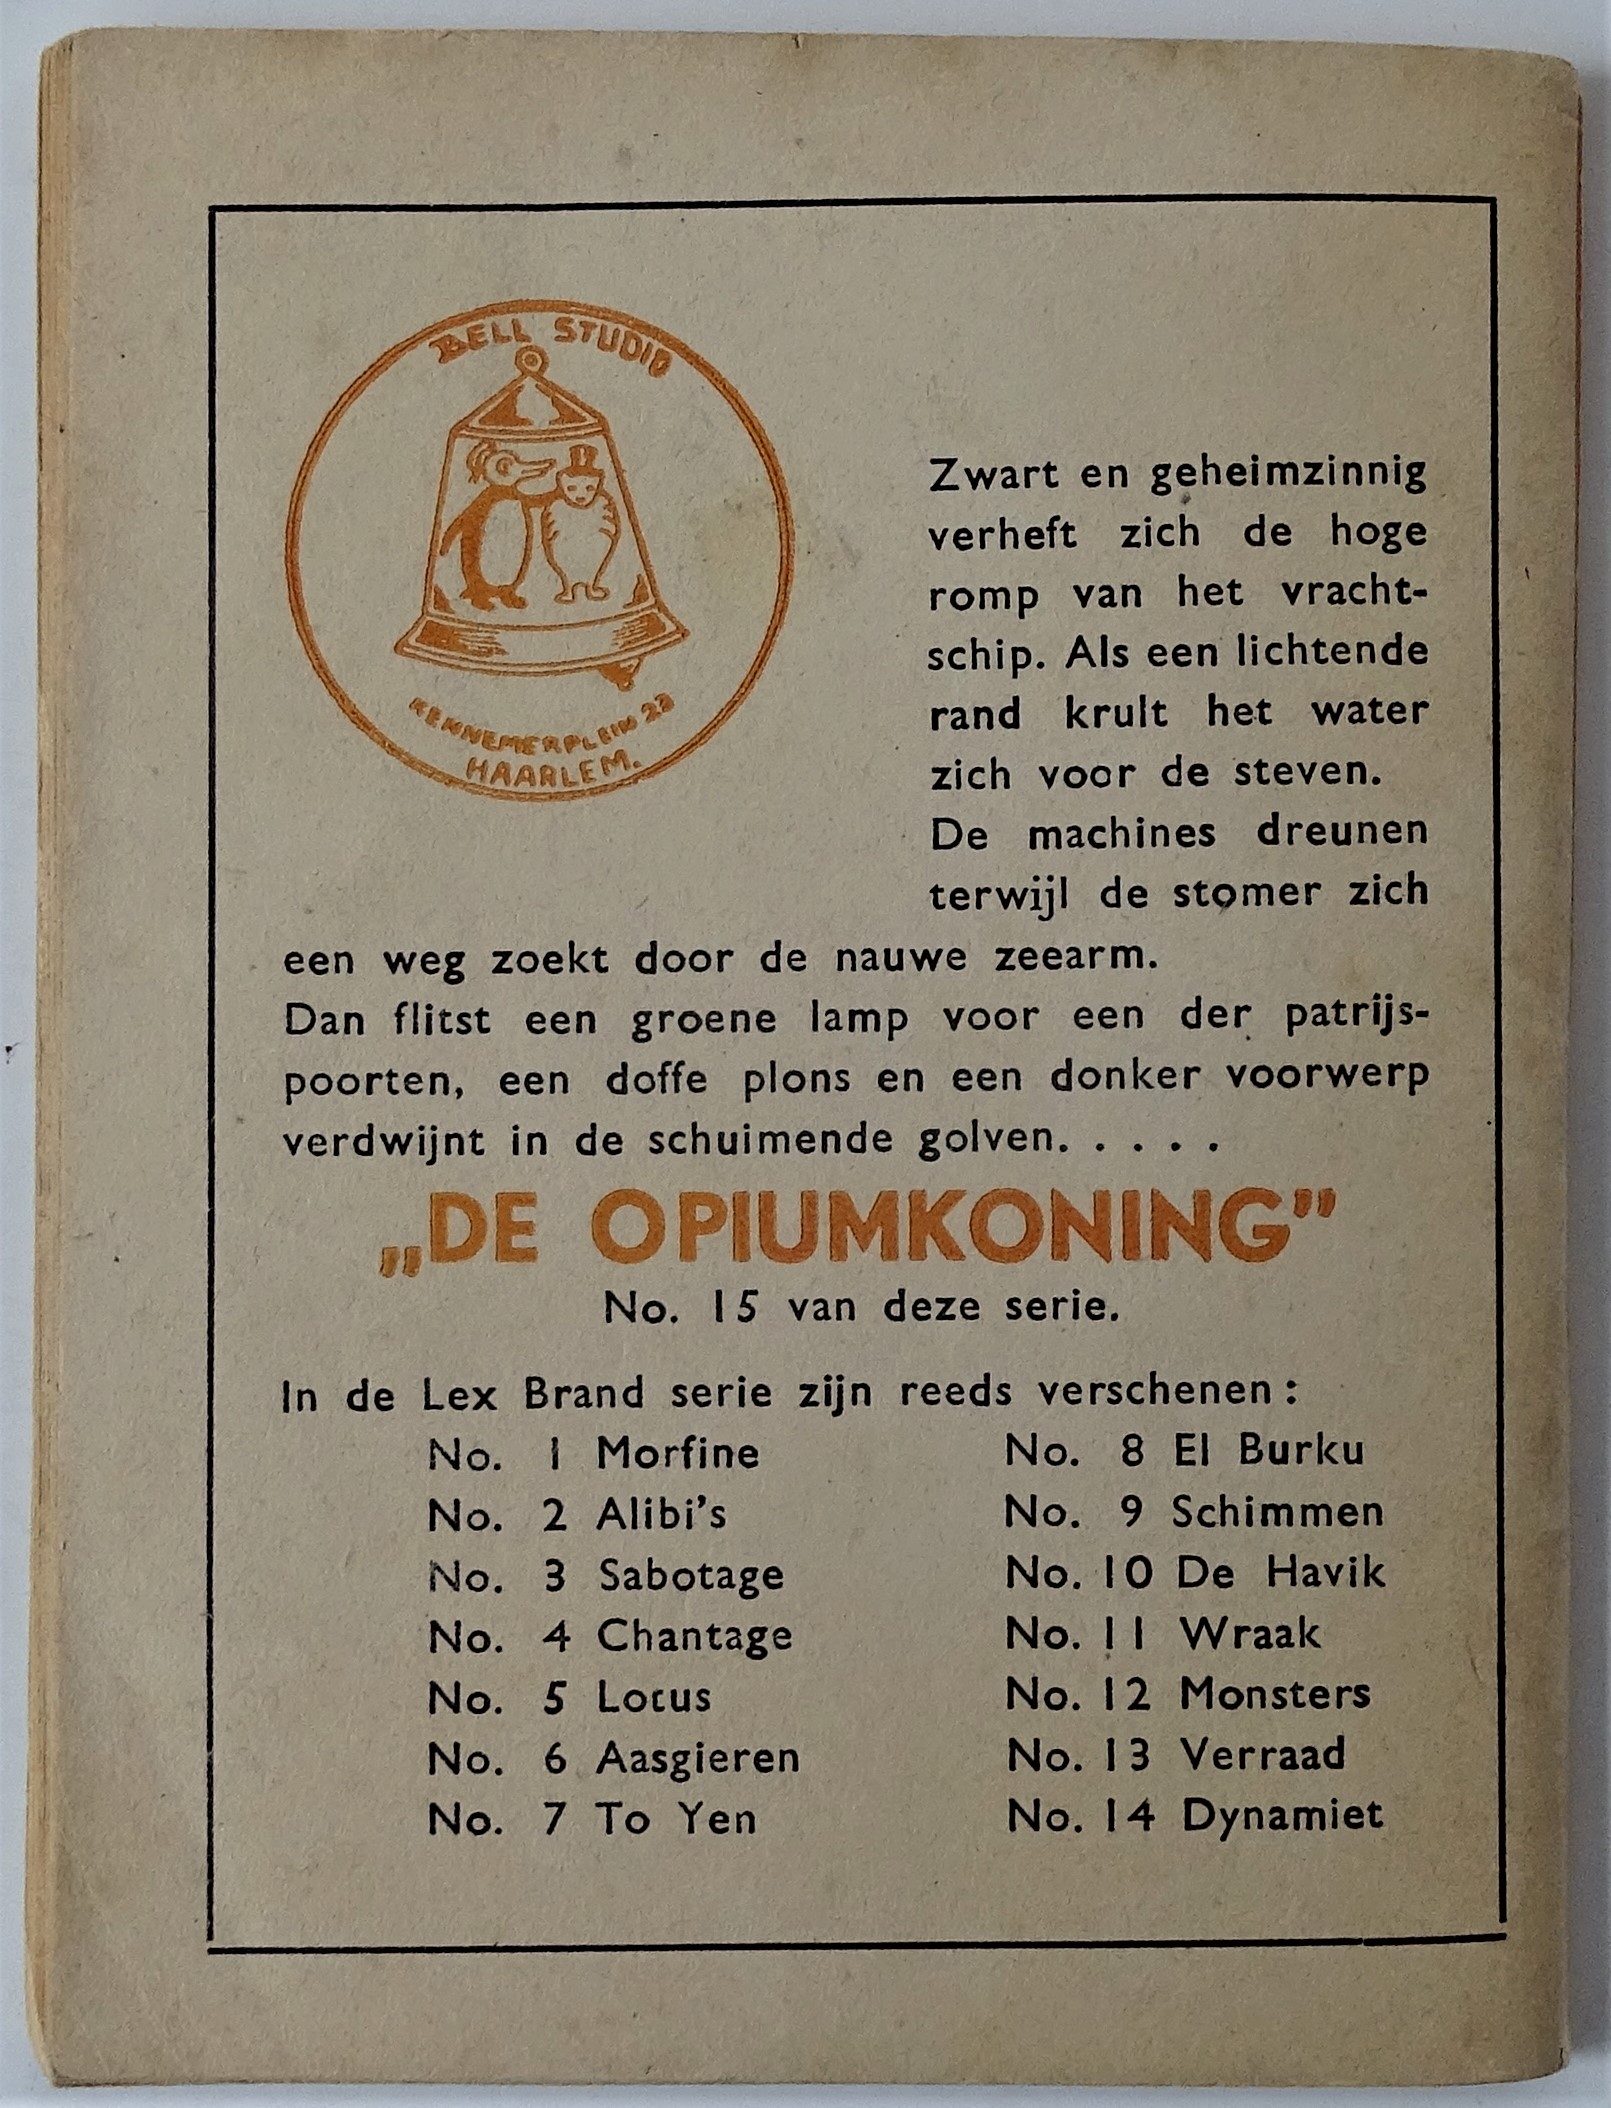 BELL STUDIO
KENNEMERPLEIN 23
HAARLEM.
Zwart en geheimzinnig
verheft zich de hoge
romp van het vracht-
schip. Als een lichtende
rand krult het water
zich voor de steven.
De machines dreunen
terwijl de stomer zich
een weg zoekt door de nauwe zeearm.
Dan flitst een groene lamp voor een der patrijs-
poorten, een doffe plons en een donker voorwerp
verdwijnt in de schuimende golven. . . . .
„DE OPIUMKONING”
No. 15 van deze serie.
In de Lex Brand serie zijn reeds verschenen :
No. 1 Morfine
No. 2 Alibi's
No. 3 Sabotage
No. 4 Chantage
No. 5 Locus
No. 6 Aasgieren
No. 7 To Yen
No. 8 El Burku
No. 9 Schimmen
No. 10 De Havik
No. 11 Wraak
No. 12 Monsters
No. 13 Verraad
No. 14 Dynamiet